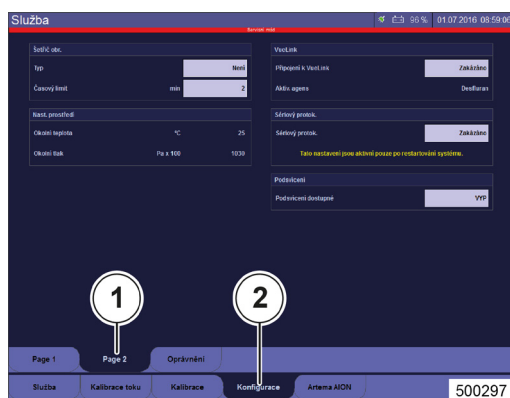 Služba 96 % 01.07.2016 08:59:06
Servisní mód
Šetřič obr.
Typ Není
Časový limit min 2
Nast. prostředí
Okolní teplota °C 25
Okolní tlak Pa x 100 1030
VueLink
Připojení k VueLink Zakázáno
Aktiv. agens Desfluran
Sériový protok.
Sériový protok. Zakázáno
Tato nastavení jsou aktivní pouze po restartování systému.
Podsvícení
Podsvícení dostupné VYP
1 2
Page 1 Page 2 Oprávnění
Služba Kalibrace toku Kalibrace Konfigurace Artema AION
500297